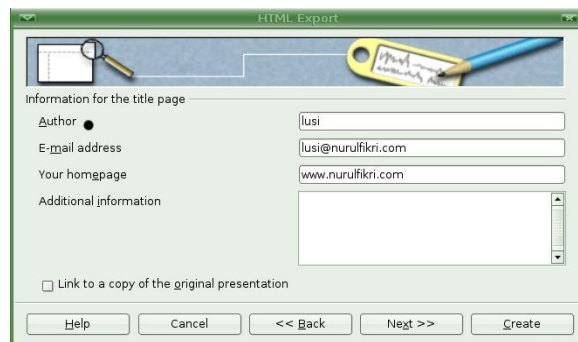 HTML Export
Information for the title page
Author lusi
E-mail address lusi@nurulfikri.com
Your homepage www.nurulfikri.com
Additional information
Link to a copy of the original presentation
Help Cancel << Back Next >> Create